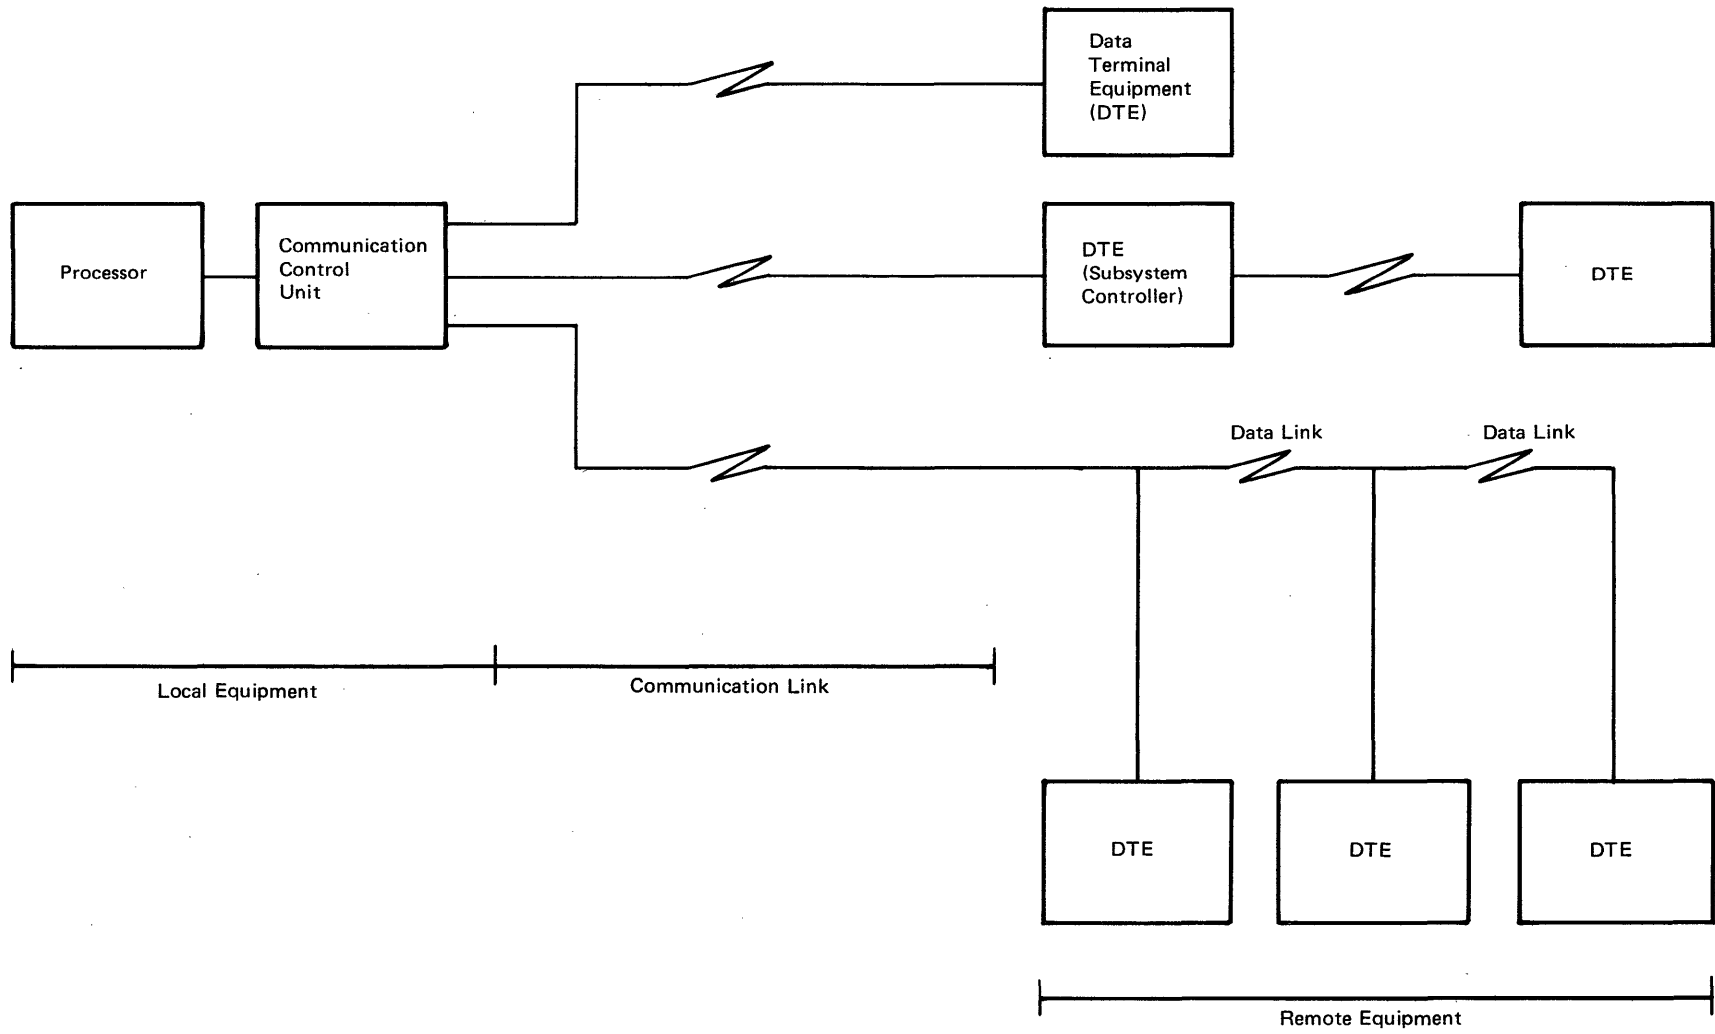 Data
Terminal
Equipment
(DTE)
Processor
Communication
Control
Unit
DTE
(Subsystem
Controller)
DTE
Data Link
Data Link
Local Equipment
Communication Link
DTE
DTE
DTE
Remote Equipment